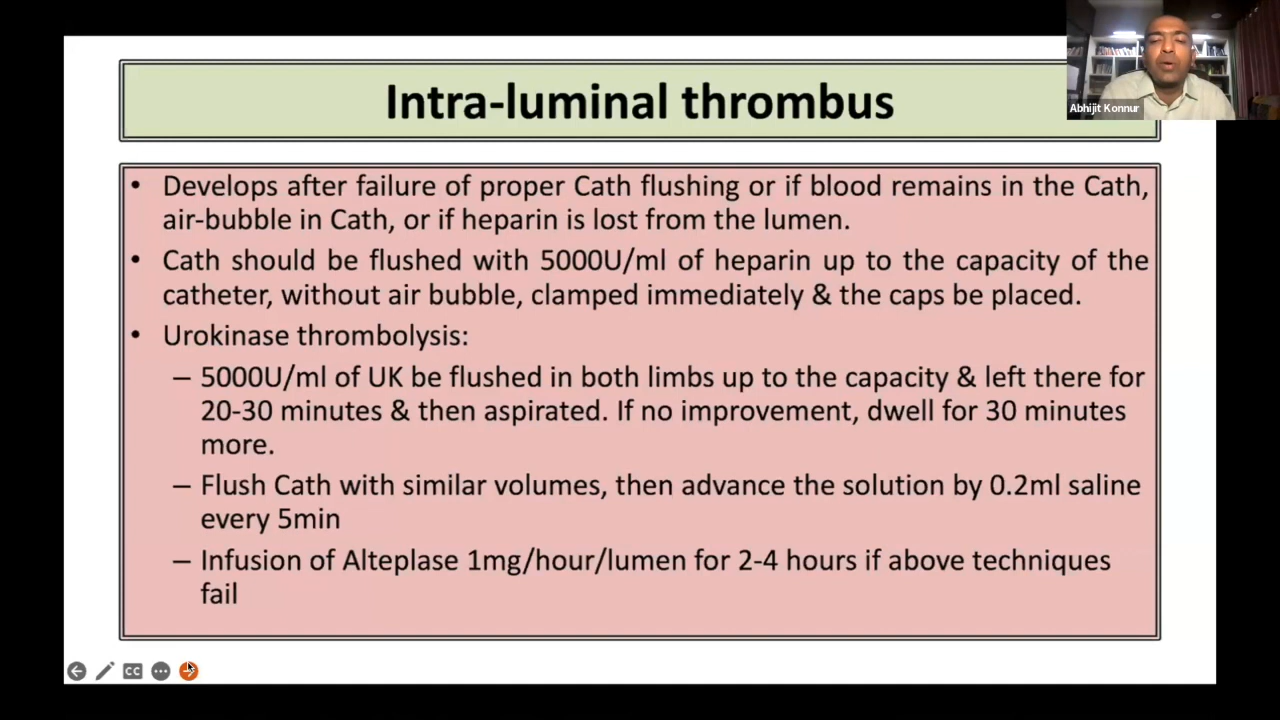 Intra-luminal thrombus
Abhijit Konnur
• Develops after failure of proper Cath flushing or if blood remains in the Cath,
air-bubble in Cath, or if heparin is lost from the lumen.
• Cath should be flushed with 5000U/ml of heparin up to the capacity of the
catheter, without air bubble, clamped immediately & the caps be placed.
• Urokinase thrombolysis:
– 5000U/ml of UK be flushed in both limbs up to the capacity & left there for
20-30 minutes & then aspirated. If no improvement, dwell for 30 minutes
more.
– Flush Cath with similar volumes, then advance the solution by 0.2ml saline
every 5min
– Infusion of Alteplase 1mg/hour/lumen for 2-4 hours if above techniques
fail
CC